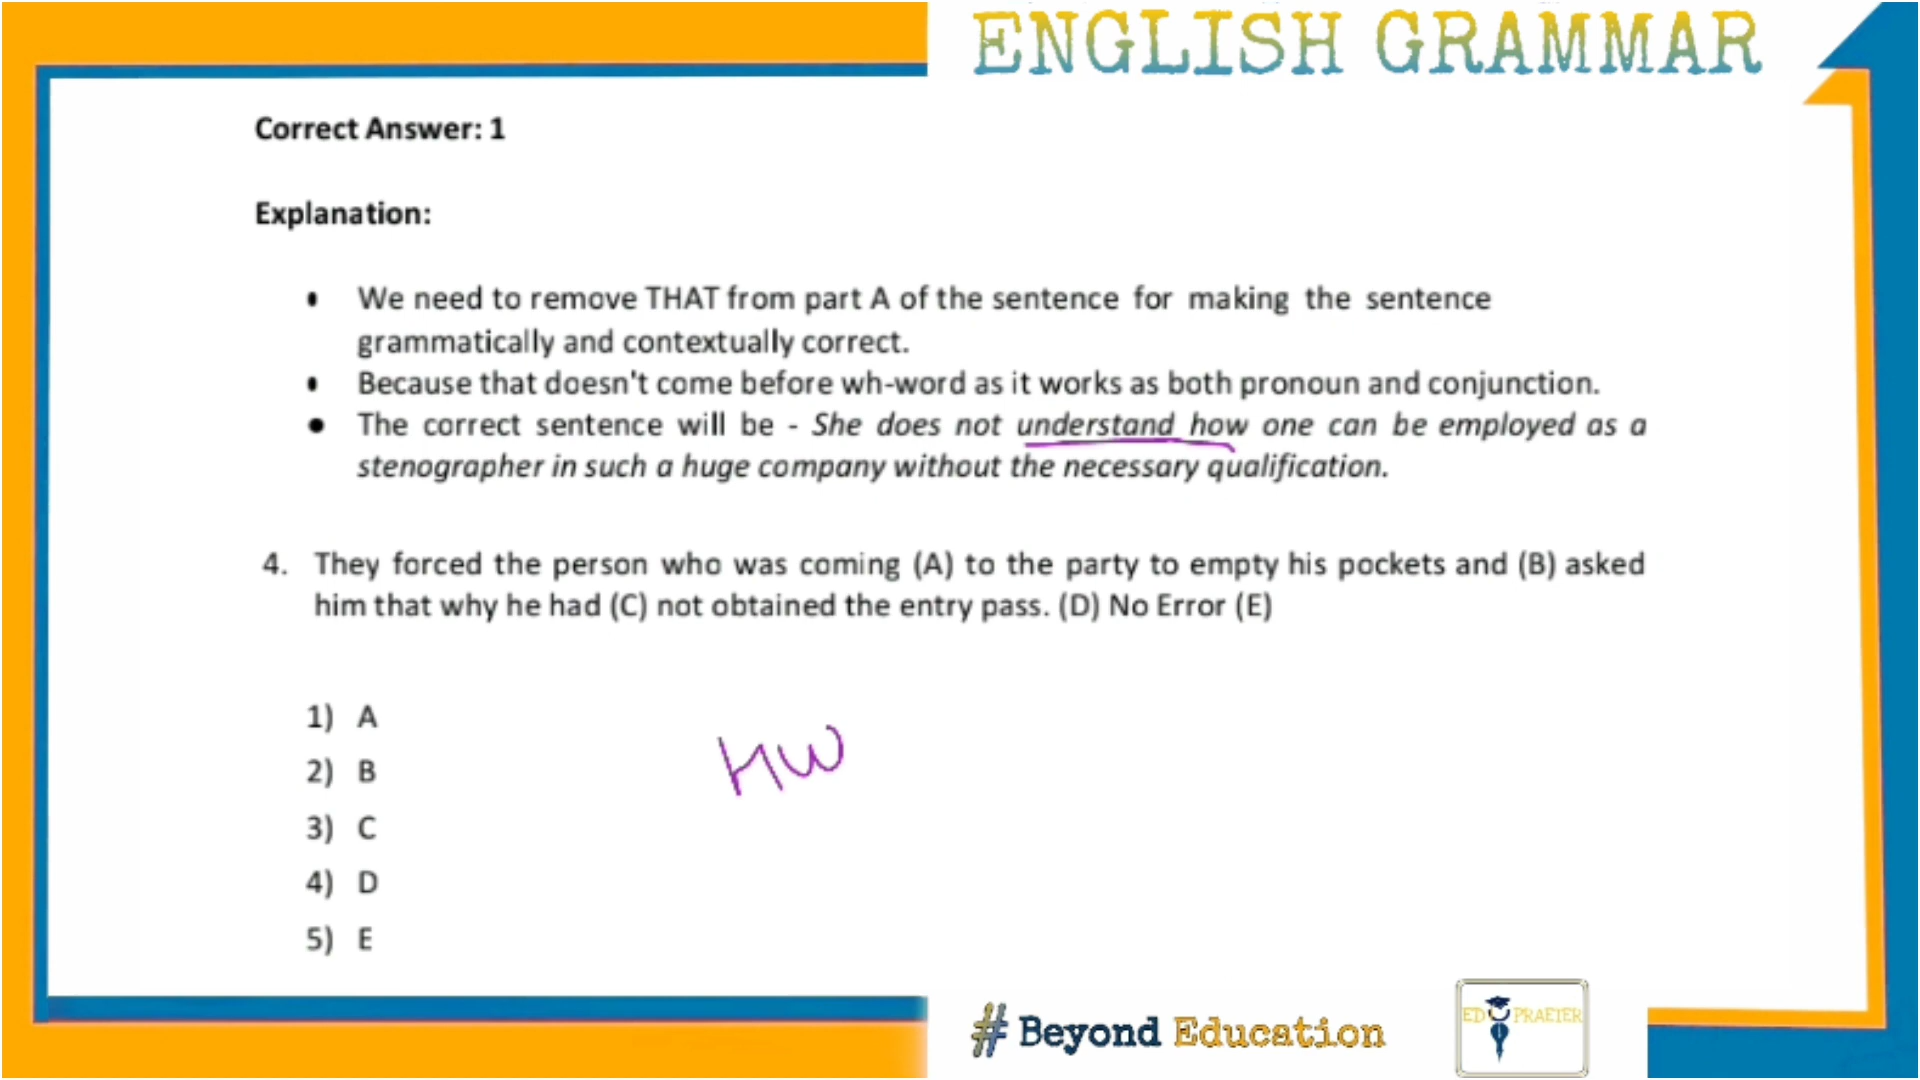 ENGLISH GRAMMAR
Correct Answer: 1
Explanation:
• We need to remove THAT from part A of the sentence for making the sentence
grammatically and contextually correct.
• Because that doesn't come before wh-word as it works as both pronoun and conjunction.
• The correct sentence will be - She does not understand how one can be employed as a
stenographer in such a huge company without the necessary qualification.
4. They forced the person who was coming (A) to the party to empty his pockets and (B) asked
him that why he had (C) not obtained the entry pass. (D) No Error (E)
1) A
HW
2) B
3) C
4) D
5) E
# Beyond Education
EDUPRAETER